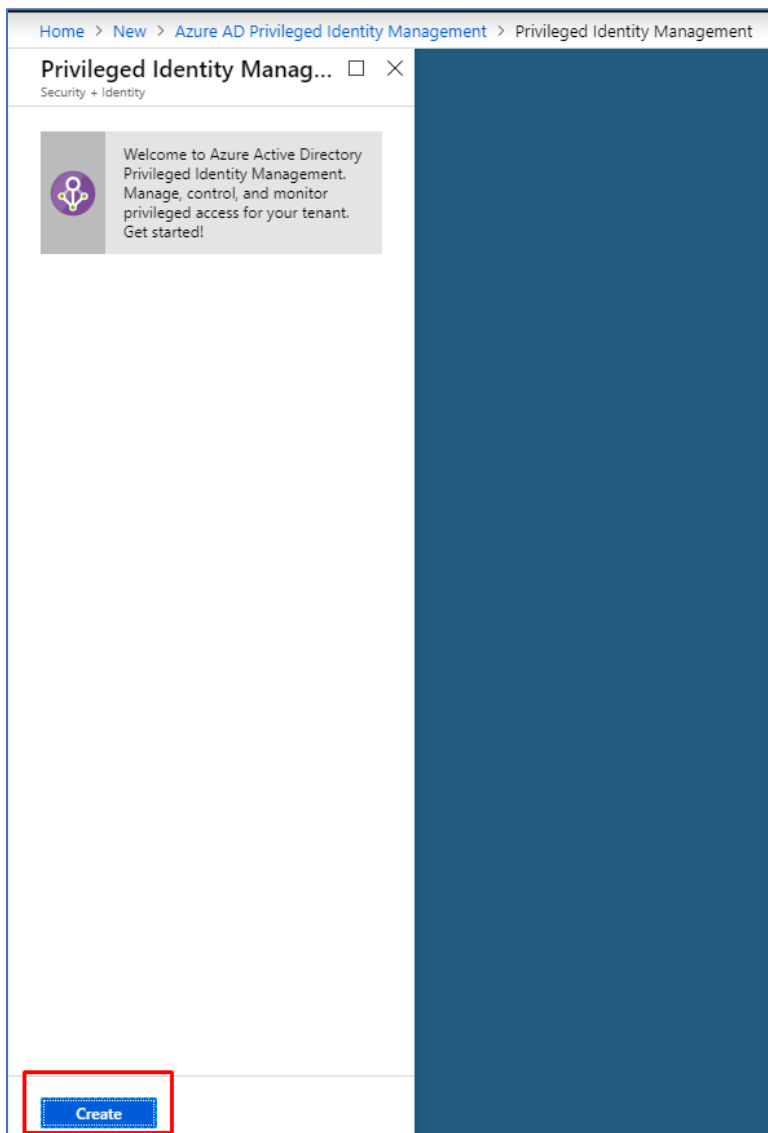 Home > New > Azure AD Privileged Identity Management > Privileged Identity Management
Privileged Identity Manag...
Security + Identity
Welcome to Azure Active Directory
Privileged Identity Management.
Manage, control, and monitor
privileged access for your tenant.
Get started!
Create